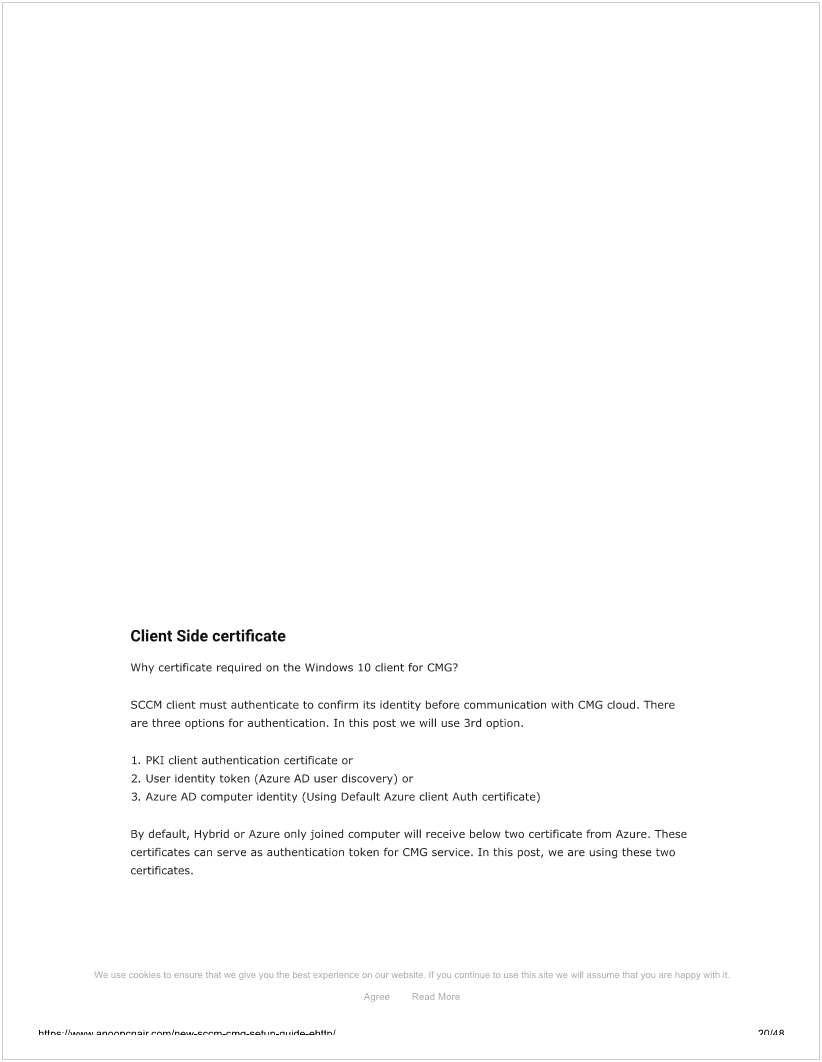 Client Side certificate
Why certificate required on the Windows 10 client for CMG?
SCCM client must authenticate to confirm its identity before communication with CMG cloud. There
are three options for authentication. In this post we will use 3rd option.
1. PKI client authentication certificate or
2. User identity token (Azure AD user discovery) or
3. Azure AD computer identity (Using Default Azure client Auth certificate)
By default, Hybrid or Azure only joined computer will receive below two certificate from Azure. These
certificates can serve as authentication token for CMG service. In this post, we are using these two
certificates.
We use cookies to ensure that we give you the best experience on our website. If you continue to use this site we will assume that you are happy with it.
Agree Read More
https://www.anoopcnair.com/new-sccm-cmg-setup-guide-ehttp/ 20/48